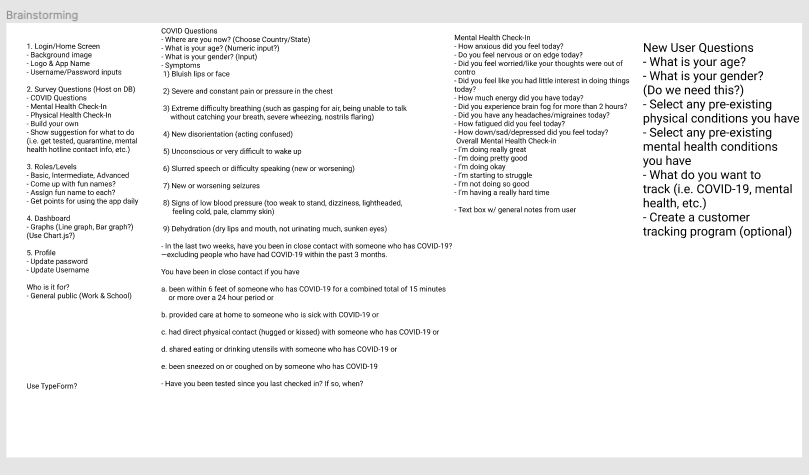 Brainstorming
1. Login/Home Screen
- Background image
- Logo & App Name
- Username/Password inputs
2. Survey Questions (Host on DB)
- COVID Questions
- Mental Health Check-In
- Physical Health Check-In
- Build your own
- Show suggestion for what to do
(i.e. get tested, quarantine, mental
health hotline contact info, etc.)
3. Roles/Levels
- Basic, Intermediate, Advanced
- Come up with fun names?
- Assign fun name to each?
- Get points for using the app daily
4. Dashboard
- Graphs (Line graph, Bar graph?)
(Use Chart.js?)
5. Profile
- Update password
- Update Username
Who is it for?
- General public (Work & School)
Use TypeForm?
COVID Questions
- Where are you now? (Choose Country/State)
- What is your age? (Numeric input?)
- What is your gender? (Input)
- Symptoms
1) Bluish lips or face
2) Severe and constant pain or pressure in the chest
3) Extreme difficulty breathing (such as gasping for air, being unable to talk
without catching your breath, severe wheezing, nostrils flaring)
4) New disorientation (acting confused)
5) Unconscious or very difficult to wake up
6) Slurred speech or difficulty speaking (new or worsening)
7) New or worsening seizures
8) Signs of low blood pressure (too weak to stand, dizziness, lightheaded,
feeling cold, pale, clammy skin)
9) Dehydration (dry lips and mouth, not urinating much, sunken eyes)
- In the last two weeks, have you been in close contact with someone who has COVID-19?
—excluding people who have had COVID-19 within the past 3 months.
You have been in close contact if you have
a. been within 6 feet of someone who has COVID-19 for a combined total of 15 minutes
or more over a 24 hour period or
b. provided care at home to someone who is sick with COVID-19 or
c. had direct physical contact (hugged or kissed) with someone who has COVID-19 or
d. shared eating or drinking utensils with someone who has COVID-19 or
e. been sneezed on or coughed on by someone who has COVID-19
- Have you been tested since you last checked in? If so, when?
Mental Health Check-In
- How anxious did you feel today?
- Do you feel nervous or on edge today?
- Did you feel worried/like your thoughts were out of
contro
- Did you feel like you had little interest in doing things
today?
- How much energy did you have today?
- Did you experience brain fog for more than 2 hours?
- Did you have any headaches/migraines today?
- How fatigued did you feel today?
- How down/sad/depressed did you feel today?
Overall Mental Health Check-in
- I'm doing really great
- I'm doing pretty good
- I'm doing okay
- I'm starting to struggle
- I'm not doing so good
- I'm having a really hard time
- Text box w/ general notes from user
New User Questions
- What is your age?
- What is your gender?
(Do we need this?)
- Select any pre-existing
physical conditions you have
- Select any pre-existing
mental health conditions
you have
- What do you want to
track (i.e. COVID-19, mental
health, etc.)
- Create a customer
tracking program (optional)